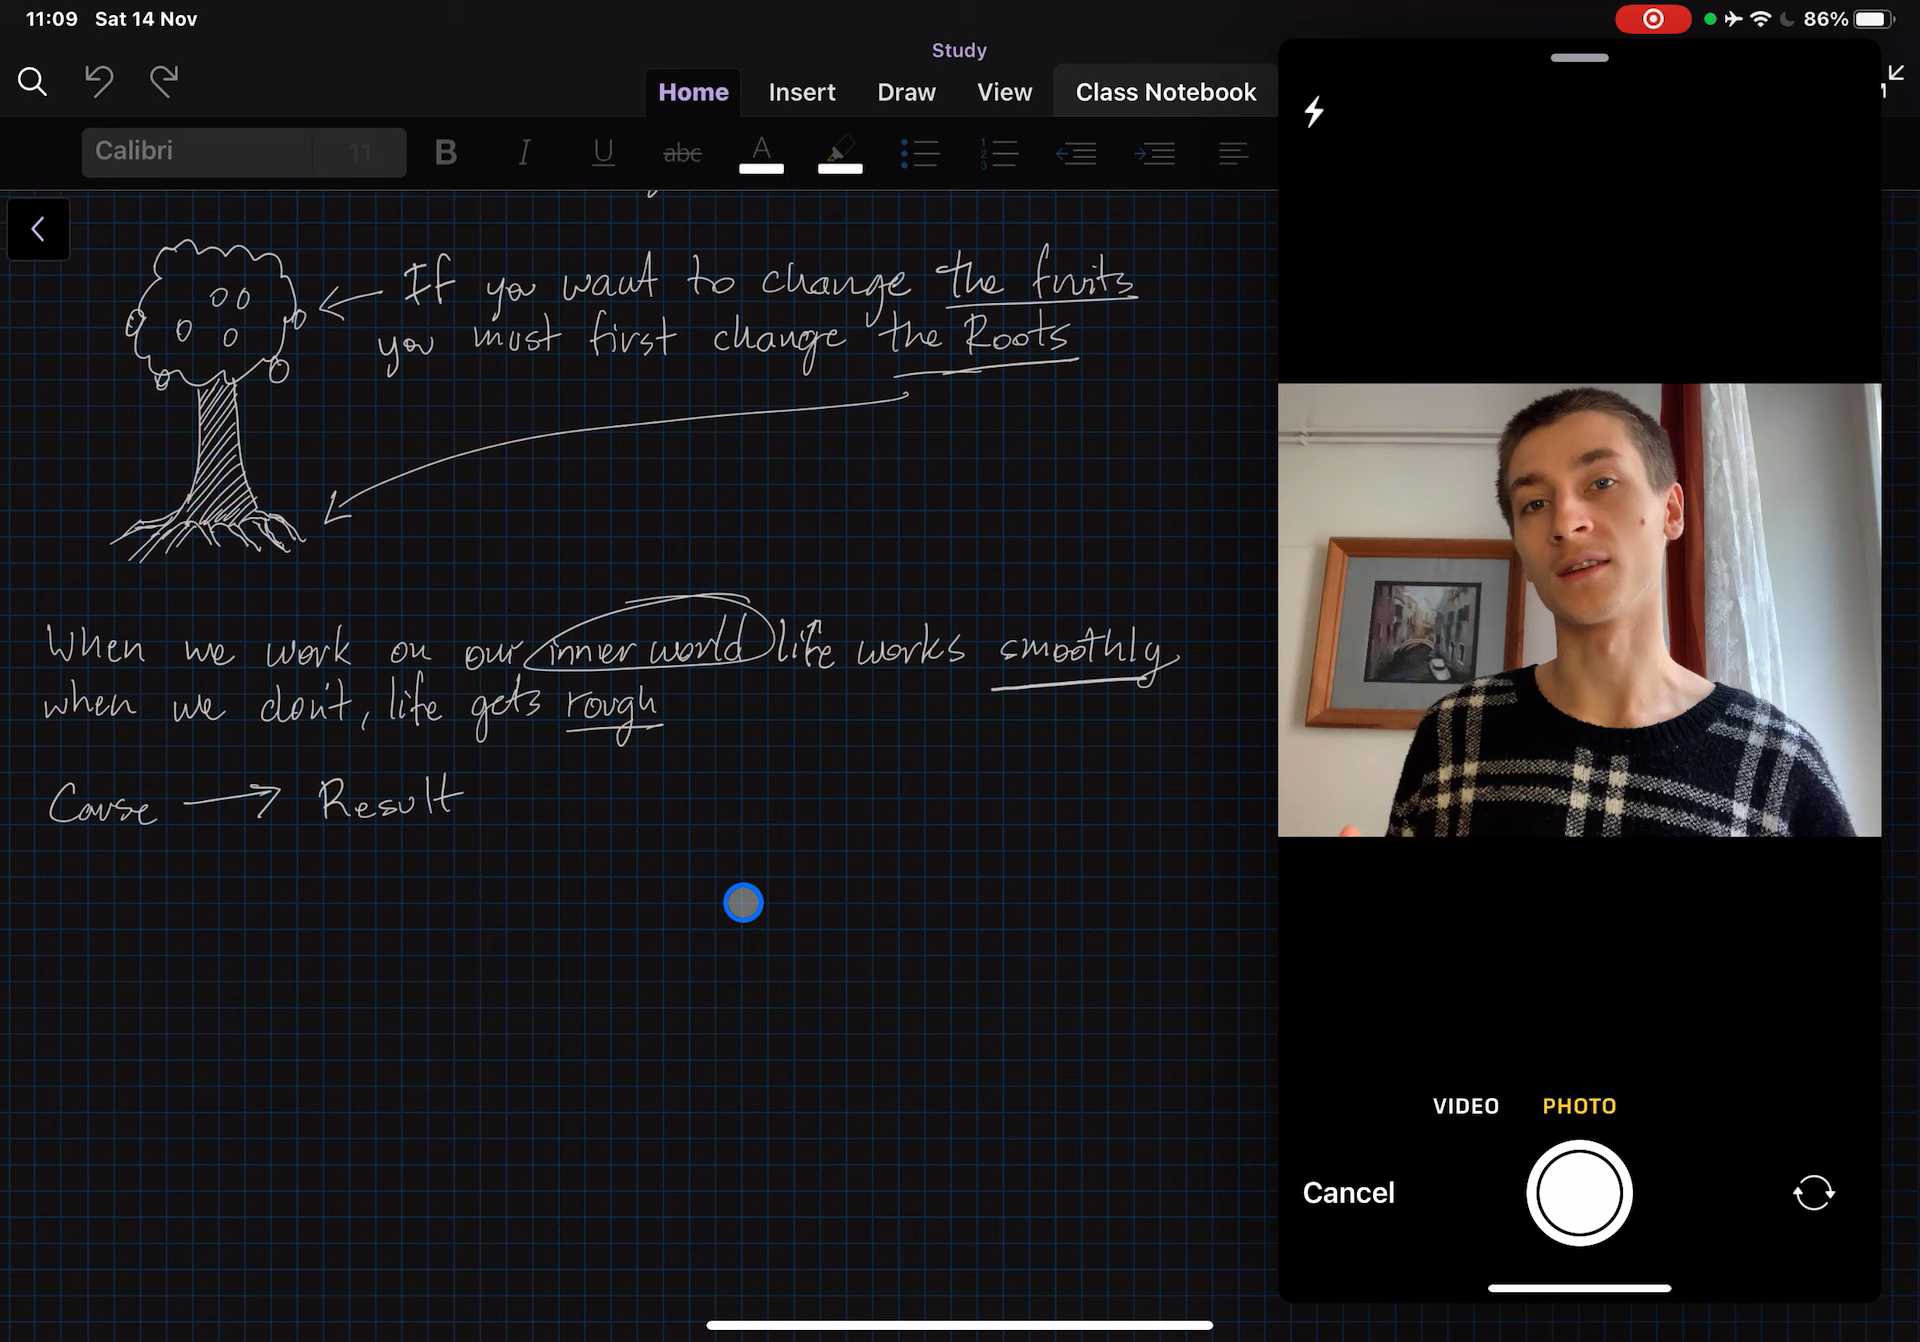 11:09 Sat 14 Nov
86%
Study
Home Insert Draw View Class Notebook
Calibri 11
B I U abc A
If you want to change the fruits
you must first change the Roots
When we work on our inner world life works smoothly
when we don't, life gets rough
Cause → Result
VIDEO PHOTO
Cancel